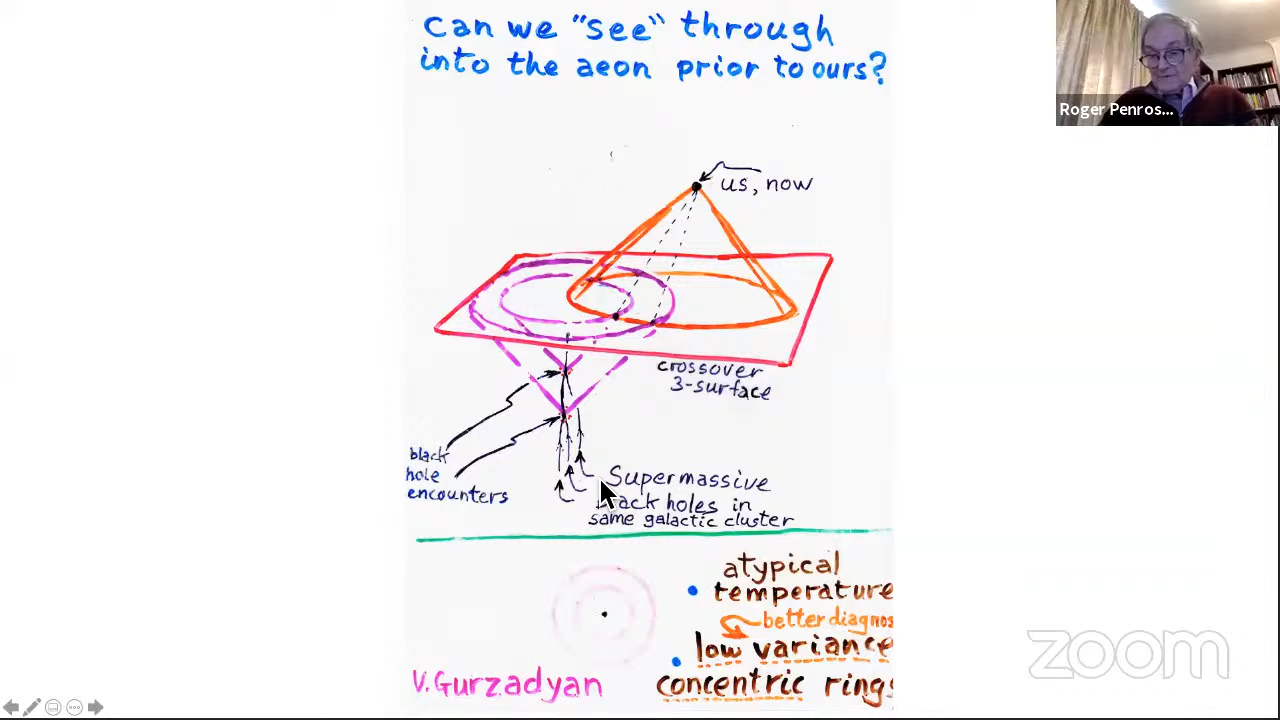 can we "see" through
into the aeon prior to ours?
Roger Penros...
us, now
crossover
3-surface
black
hole
encounters
Supermassive
black holes in
same galactic cluster
atypical
• temperature
better diagnos
• low variance
concentric rings
V. Gurzadyan
zoom